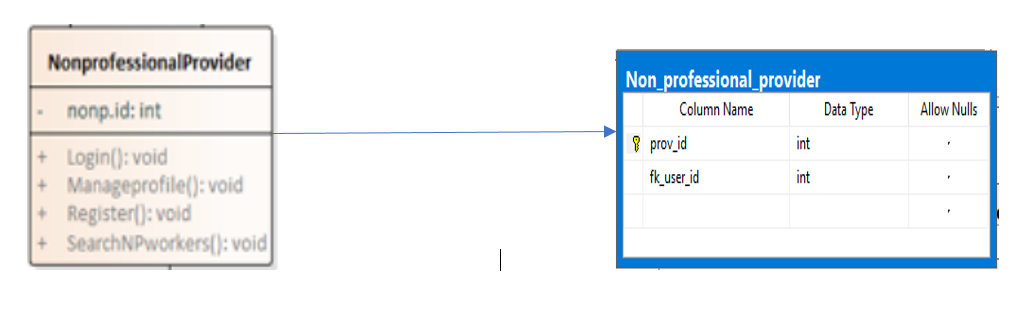 NonprofessionalProvider
- nonp.id: int
+ Login(): void
+ Manageprofile(): void
+ Register(): void
+ SearchNPworkers(): void
Non_professional_provider
Column Name Data Type Allow Nulls
prov_id int
fk_user_id int